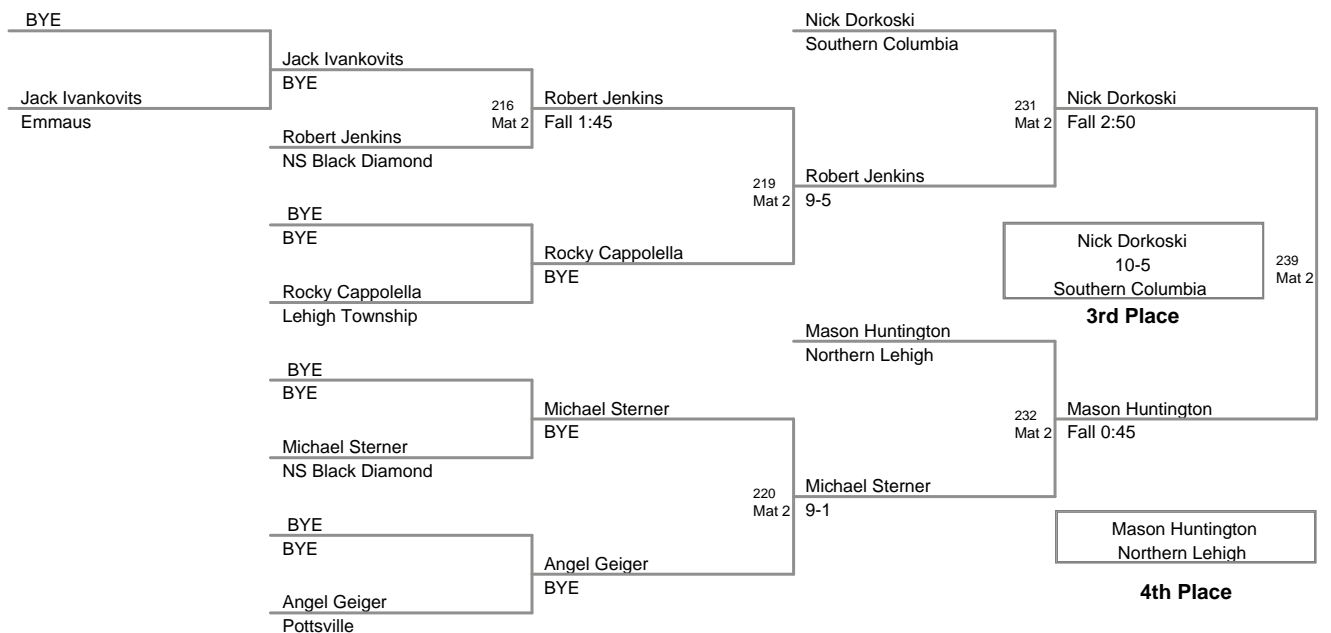 BYE
Nick Dorkoski
Southern Columbia
Jack Ivankovits
BYE
Jack Ivankovits
Emmaus
216
Mat 2
Robert Jenkins
Fall 1:45
231
Mat 2
Nick Dorkoski
Fall 2:50
Robert Jenkins
NS Black Diamond
219
Mat 2
Robert Jenkins
9-5
BYE
BYE
Rocky Cappolella
BYE
Nick Dorkoski
10-5
Southern Columbia
239
Mat 2
3rd Place
Rocky Cappolella
Lehigh Township
Mason Huntington
Northern Lehigh
BYE
BYE
Michael Sterner
BYE
232
Mat 2
Mason Huntington
Fall 0:45
Michael Sterner
NS Black Diamond
220
Mat 2
Michael Sterner
9-1
BYE
BYE
Mason Huntington
Northern Lehigh
Angel Geiger
BYE
4th Place
Angel Geiger
Pottsville